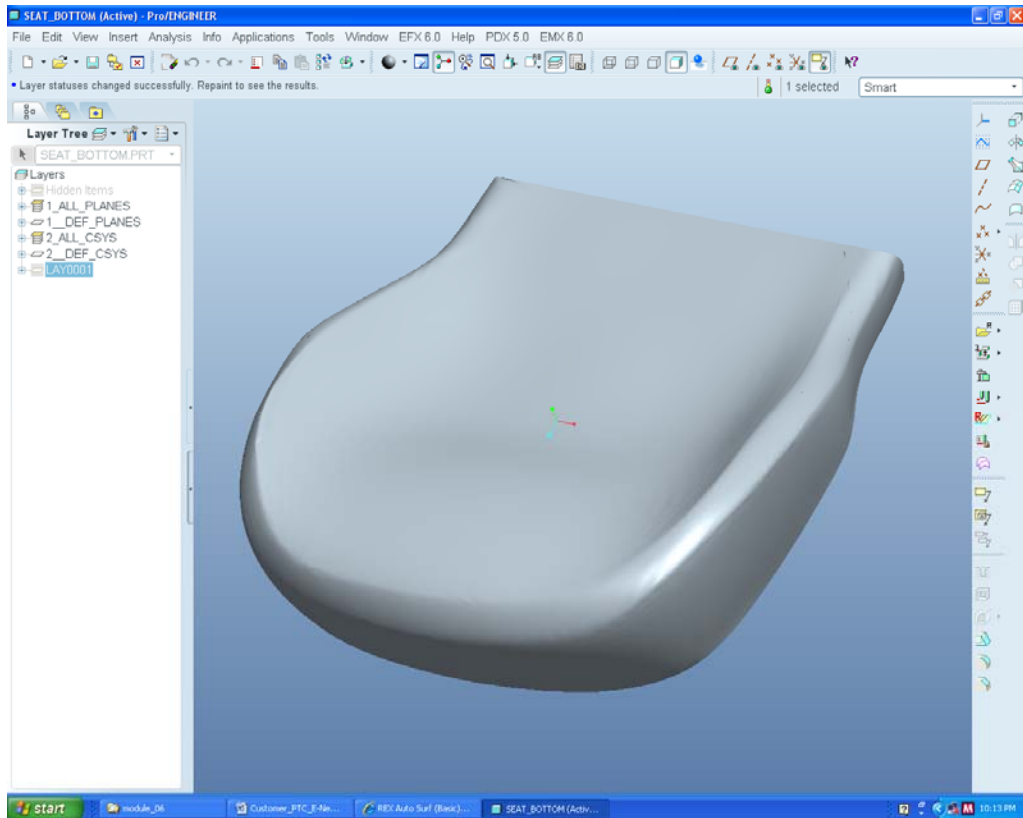 SEAT_BOTTOM (Active) - Pro/ENGINEER
File Edit View Insert Analysis Info Applications Tools Window EFX 6.0 Help PDX 5.0 EMX 6.0
• Layer statuses changed successfully. Repaint to see the results.
1 selected
Smart
Layer Tree
SEAT_BOTTOM.PRT
Layers
Hidden Items
1_ALL_PLANES
1__DEF_PLANES
2_ALL_CSYS
2__DEF_CSYS
LAY0001
start
module_06
Customer_PTC_E-Ne...
REX Auto Surf (Basic)...
SEAT_BOTTOM (Activ...
10:13 PM